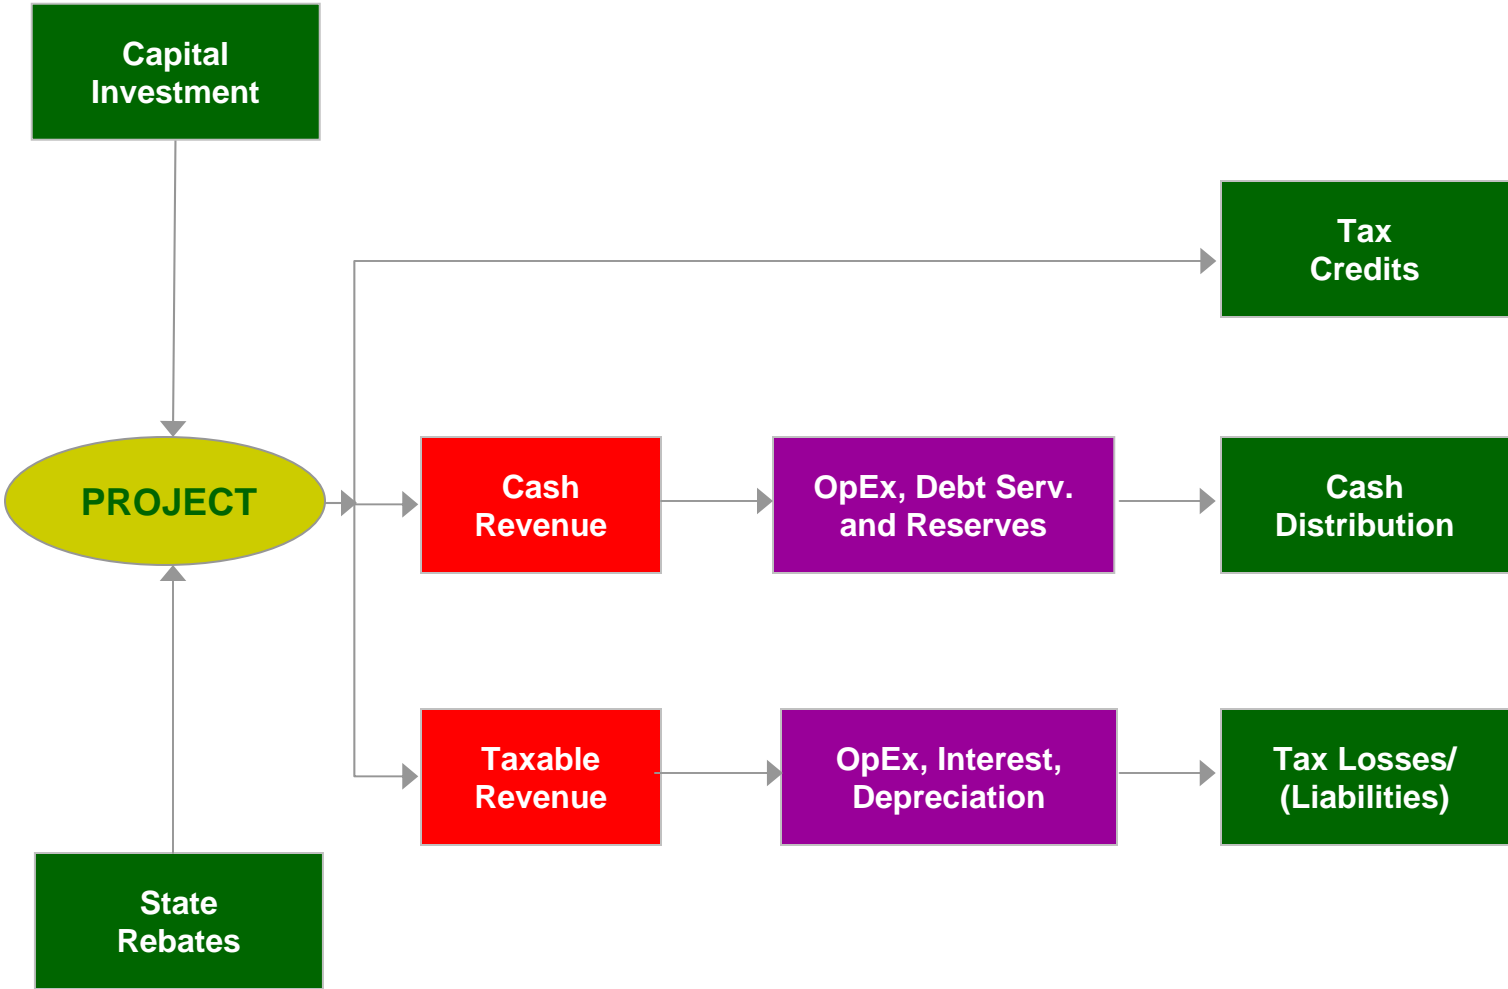 Capital
Investment
Tax
Credits
PROJECT
Cash
Revenue
OpEx, Debt Serv.
and Reserves
Cash
Distribution
Taxable
Revenue
OpEx, Interest,
Depreciation
Tax Losses/
(Liabilities)
State
Rebates